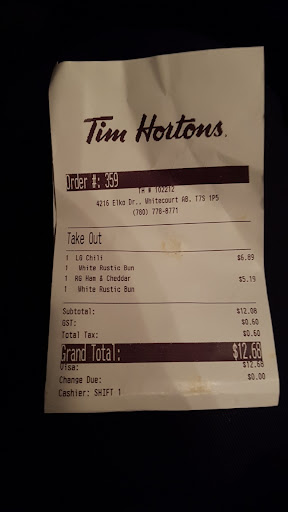 Tim Hortons.
Order #: 359
TH # 102212
4216 Elko Dr., Whitecourt AB. T7S 1P5
(780) 778-8771
Take Out
1 LG Chili $6.89
1 White Rustic Bun
1 RG Ham & Cheddar $5.19
1 White Rustic Bun
Subtotal: $12.08
GST: $0.60
Total Tax: $0.60
Grand Total: $12.68
Visa: $12.68
Change Due: $0.00
Cashier: SHIFT 1